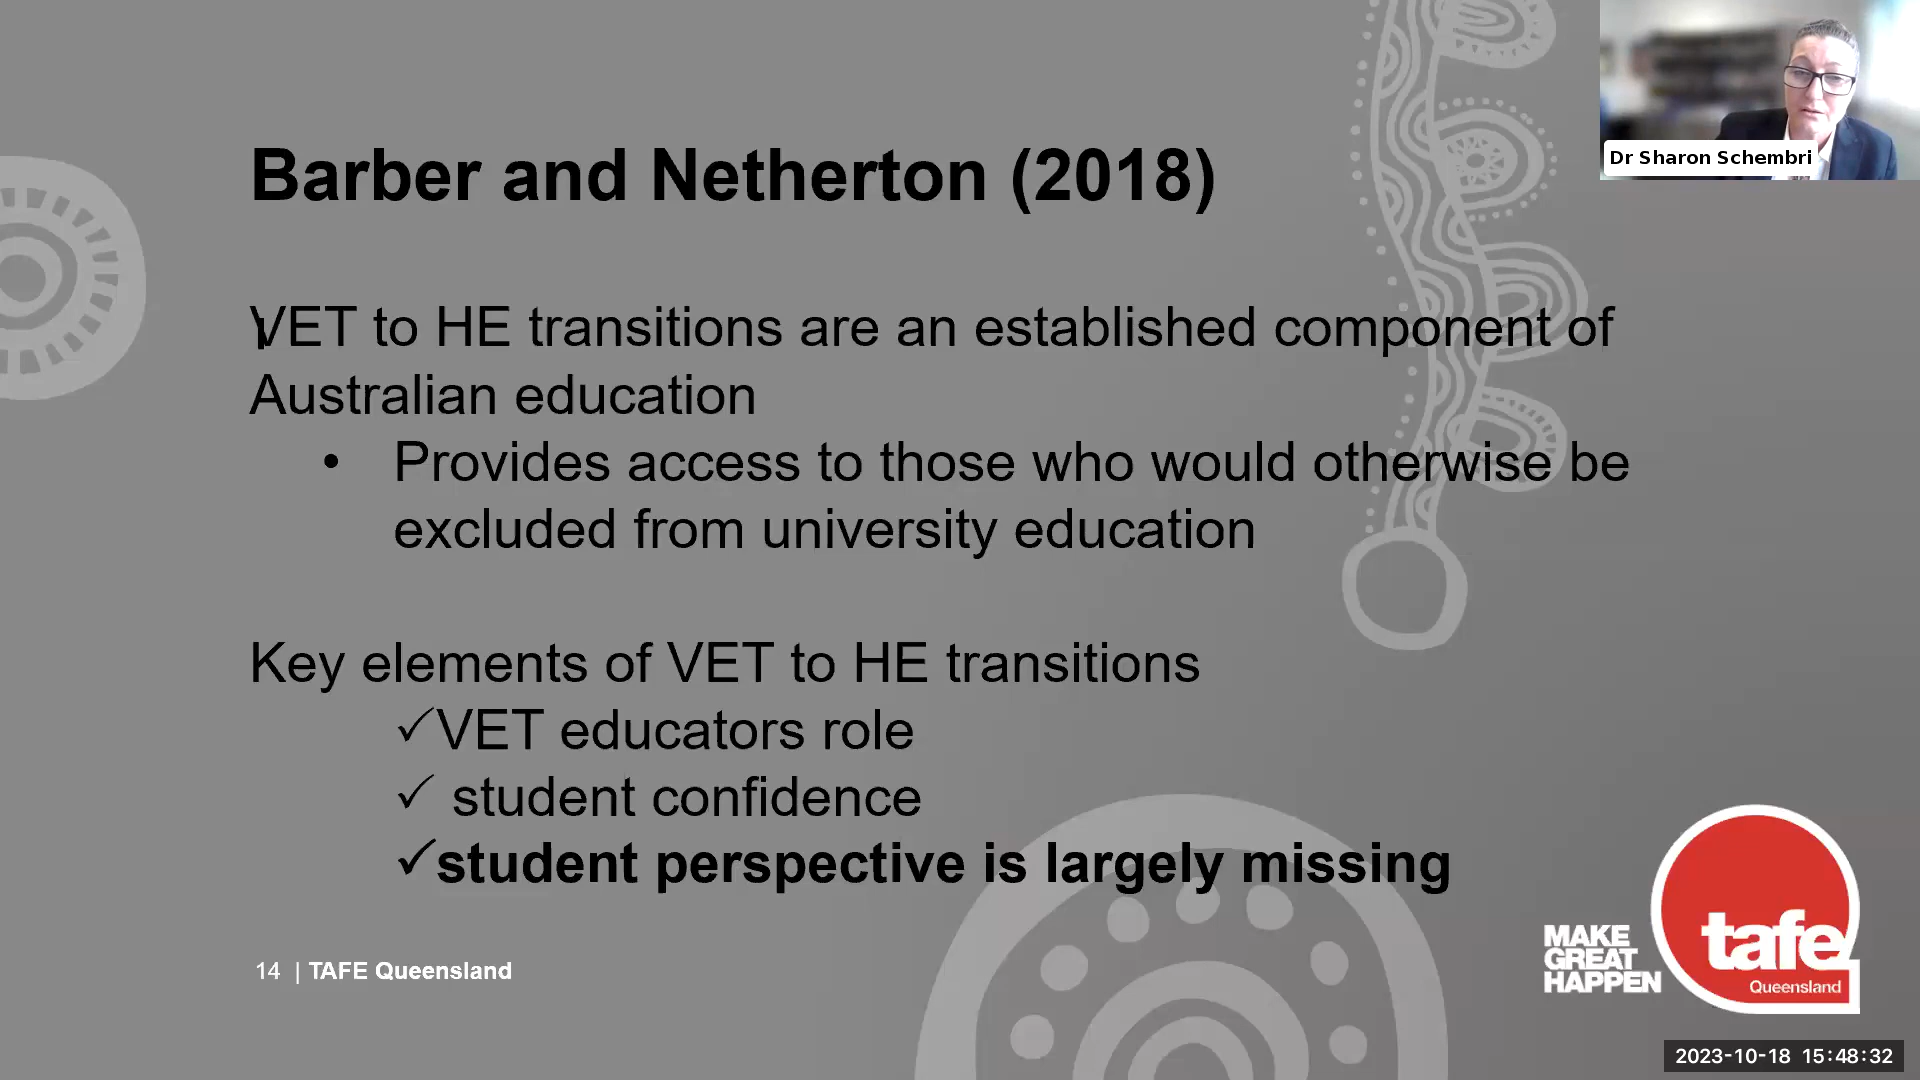 Dr Sharon Schembri
Barber and Netherton (2018)
VET to HE transitions are an established component of
Australian education
• Provides access to those who would otherwise be
excluded from university education
Key elements of VET to HE transitions
✓VET educators role
✓ student confidence
✓student perspective is largely missing
14 | TAFE Queensland
MAKE
GREAT
HAPPEN
tafe
Queensland
2023-10-18 15:48:32